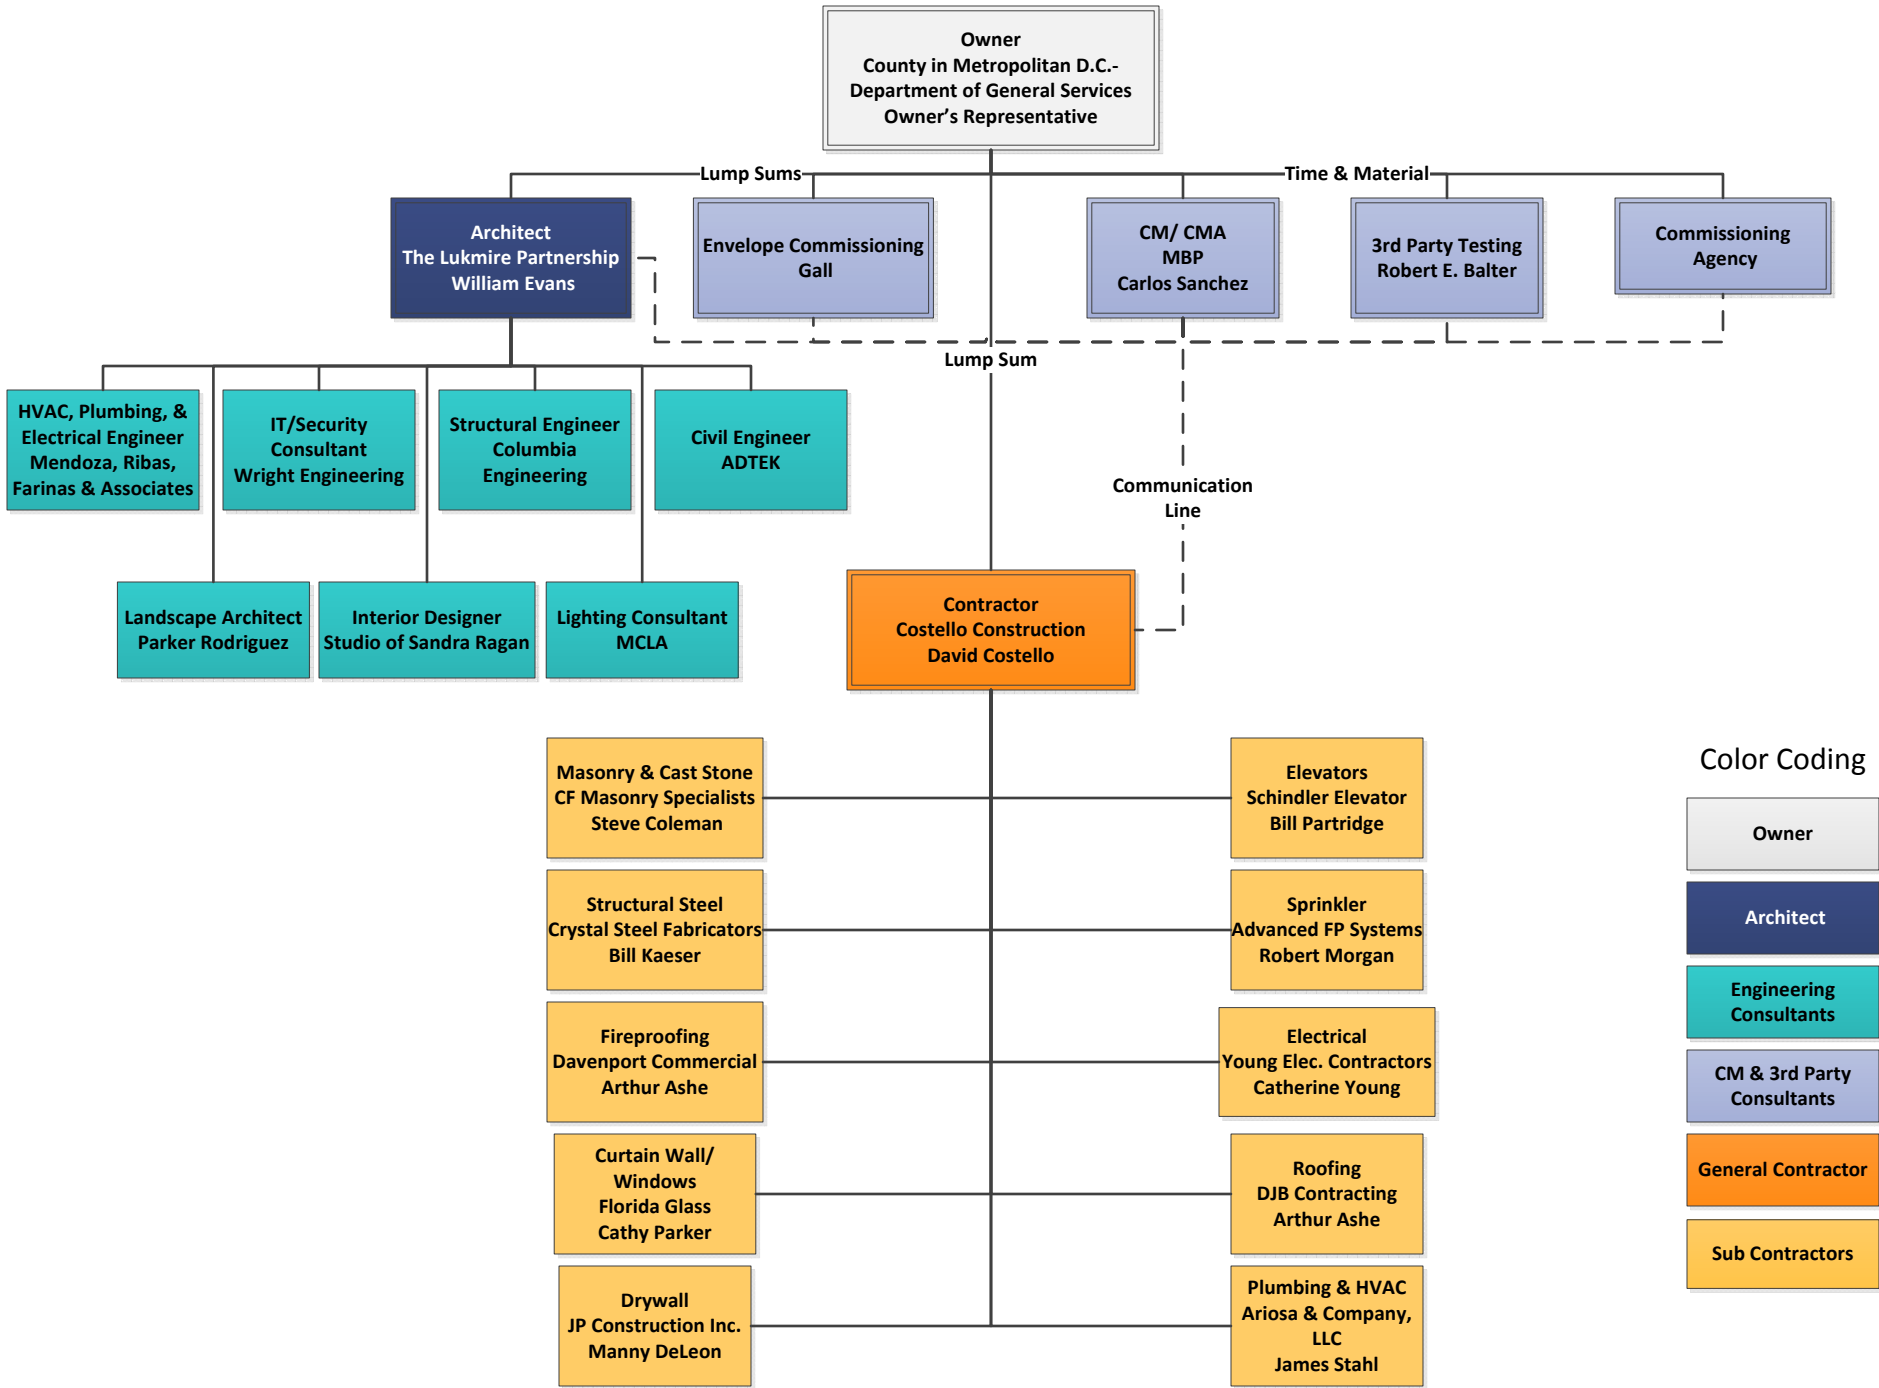 Owner
County in Metropolitan D.C.-
Department of General Services
Owner’s Representative
Lump Sums
Time & Material
Architect
The Lukmire Partnership
William Evans
Envelope Commissioning
Gall
CM/ CMA
MBP
Carlos Sanchez
3rd Party Testing
Robert E. Balter
Commissioning
Agency
Lump Sum
HVAC, Plumbing, &
Electrical Engineer
Mendoza, Ribas,
Farinas & Associates
IT/Security
Consultant
Wright Engineering
Structural Engineer
Columbia
Engineering
Civil Engineer
ADTEK
Communication
Line
Landscape Architect
Parker Rodriguez
Interior Designer
Studio of Sandra Ragan
Lighting Consultant
MCLA
Contractor
Costello Construction
David Costello
Masonry & Cast Stone
CF Masonry Specialists
Steve Coleman
Elevators
Schindler Elevator
Bill Partridge
Structural Steel
Crystal Steel Fabricators
Bill Kaeser
Sprinkler
Advanced FP Systems
Robert Morgan
Fireproofing
Davenport Commercial
Arthur Ashe
Electrical
Young Elec. Contractors
Catherine Young
Curtain Wall/
Windows
Florida Glass
Cathy Parker
Roofing
DJB Contracting
Arthur Ashe
Drywall
JP Construction Inc.
Manny DeLeon
Plumbing & HVAC
Ariosa & Company,
LLC
James Stahl
Color Coding
Owner
Architect
Engineering
Consultants
CM & 3rd Party
Consultants
General Contractor
Sub Contractors